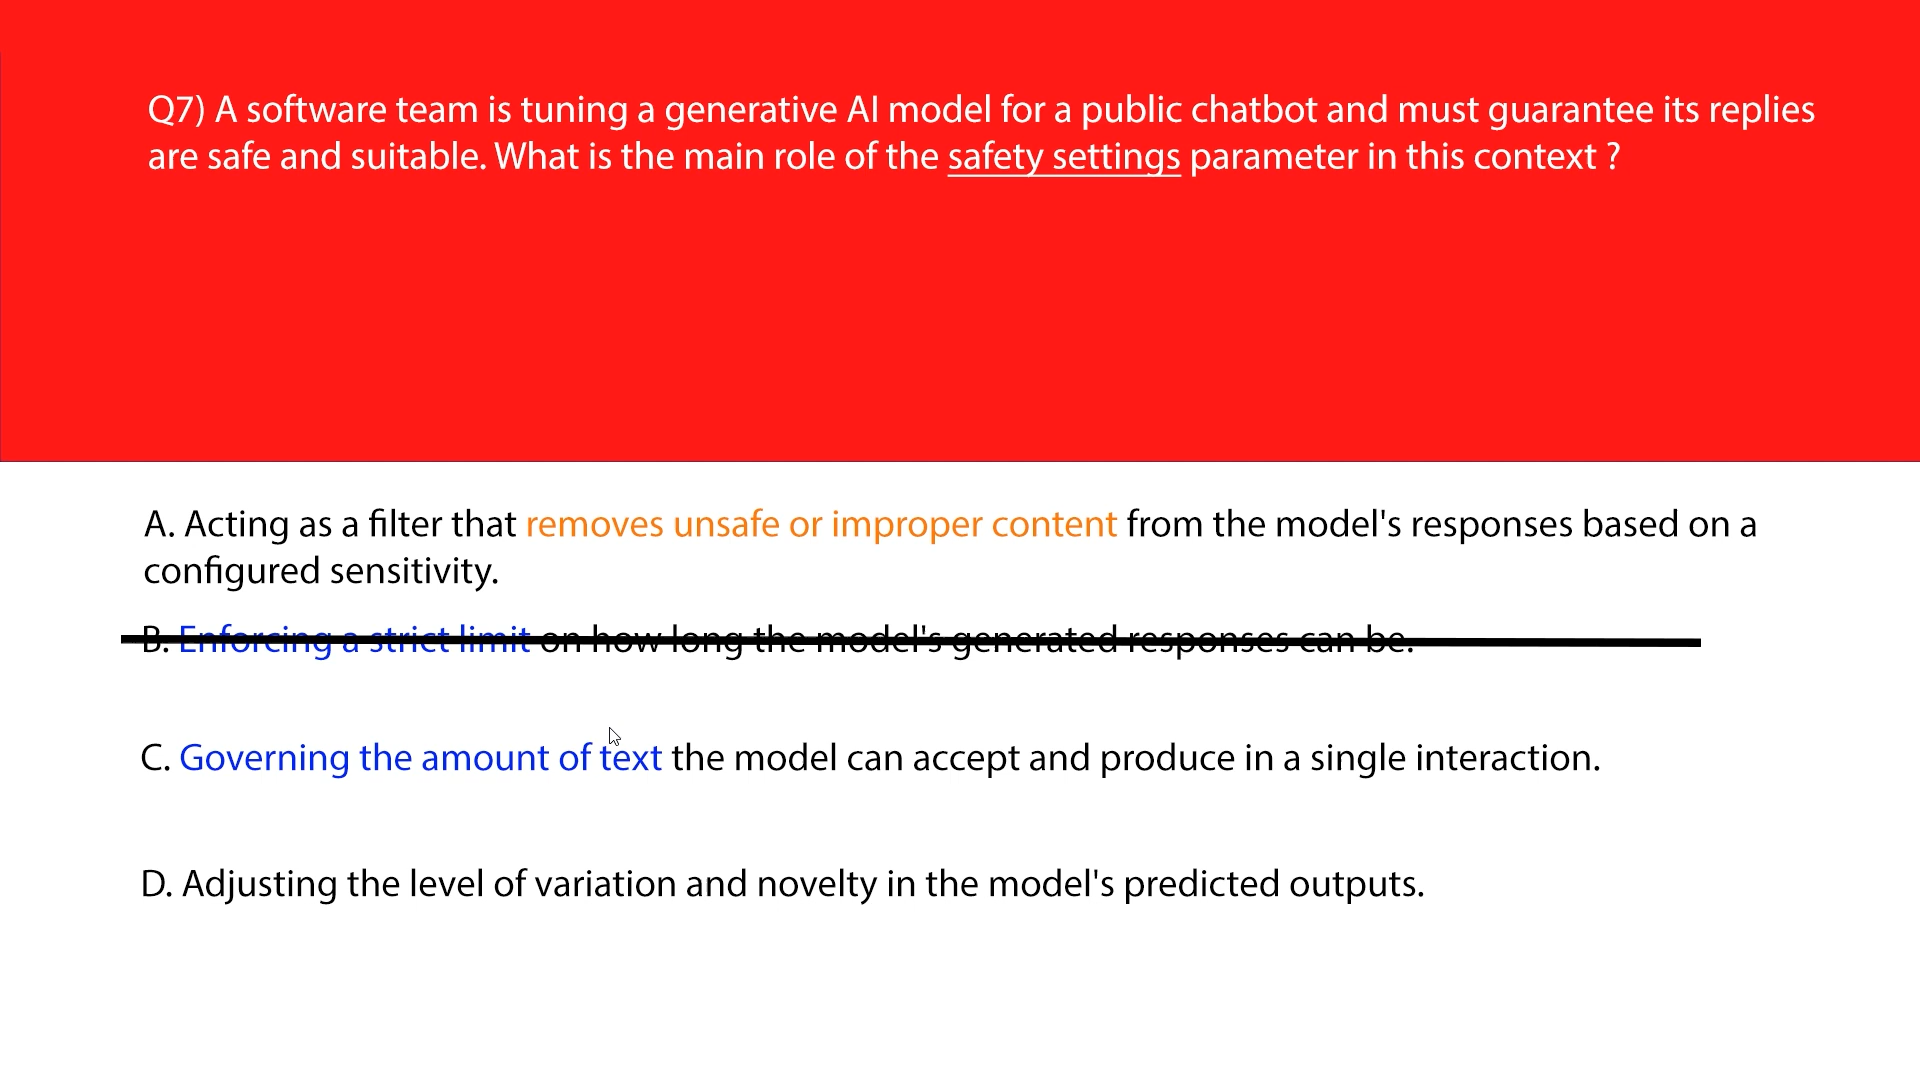 Q7) A software team is tuning a generative AI model for a public chatbot and must guarantee its replies
are safe and suitable. What is the main role of the safety settings parameter in this context ?
A. Acting as a filter that removes unsafe or improper content from the model's responses based on a
configured sensitivity.
B. Enforcing a strict limit on how long the model's generated responses can be.
C. Governing the amount of text the model can accept and produce in a single interaction.
D. Adjusting the level of variation and novelty in the model's predicted outputs.